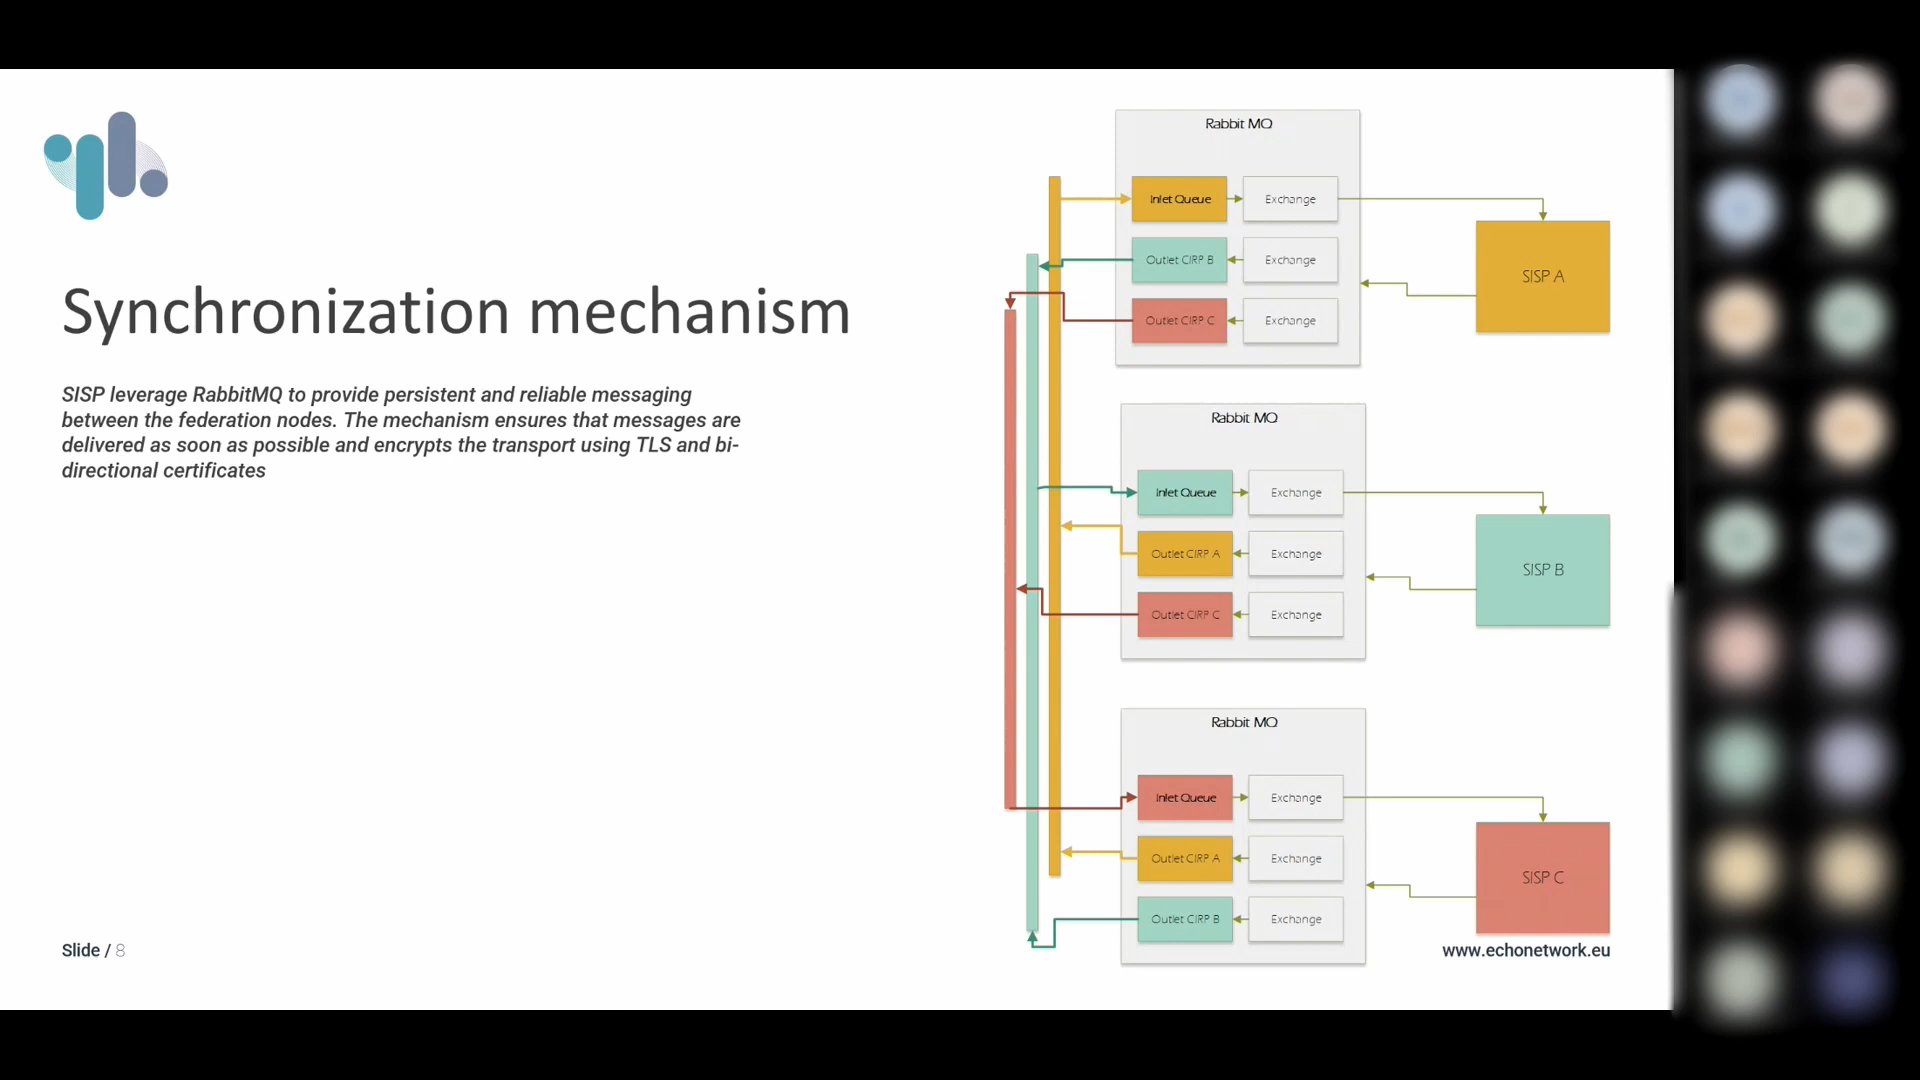 Synchronization mechanism
SISP leverage RabbitMQ to provide persistent and reliable messaging
between the federation nodes. The mechanism ensures that messages are
delivered as soon as possible and encrypts the transport using TLS and bi-
directional certificates
Rabbit MQ
Inlet Queue
Exchange
Outlet CIRP B
Exchange
Outlet CIRP C
Exchange
SISP A
Rabbit MQ
Inlet Queue
Exchange
Outlet CIRP A
Exchange
Outlet CIRP C
Exchange
SISP B
Rabbit MQ
Inlet Queue
Exchange
Outlet CIRP A
Exchange
Outlet CIRP B
Exchange
SISP C
Slide / 8
www.echonetwork.eu